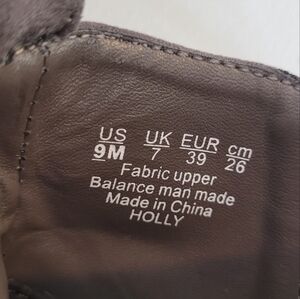 US UK EUR cm
9M 7 39 26
Fabric upper
Balance man made
Made in China
HOLLY